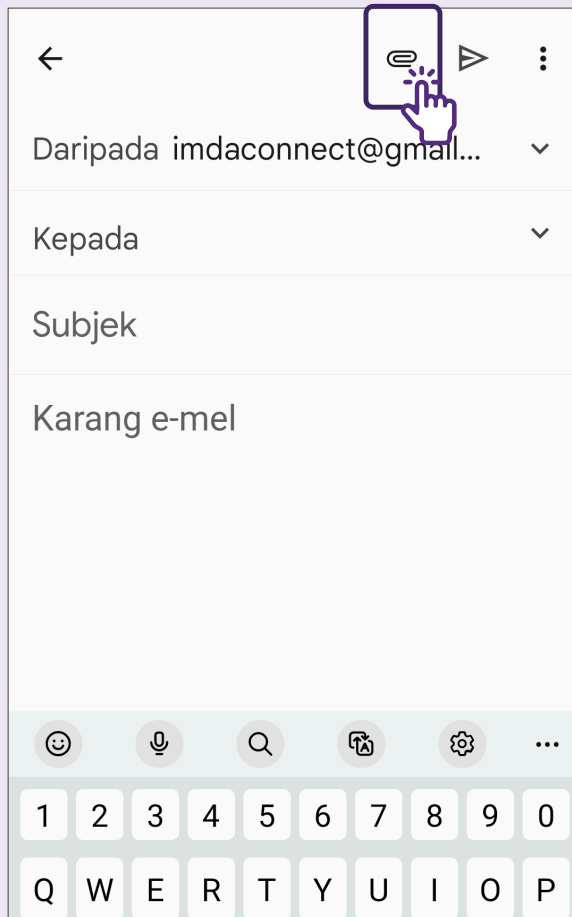 Daripada imdaconnect@gmail...
Kepada
Subjek
Karang e-mel
1 2 3 4 5 6 7 8 9 0
Q W E R T Y U I O P